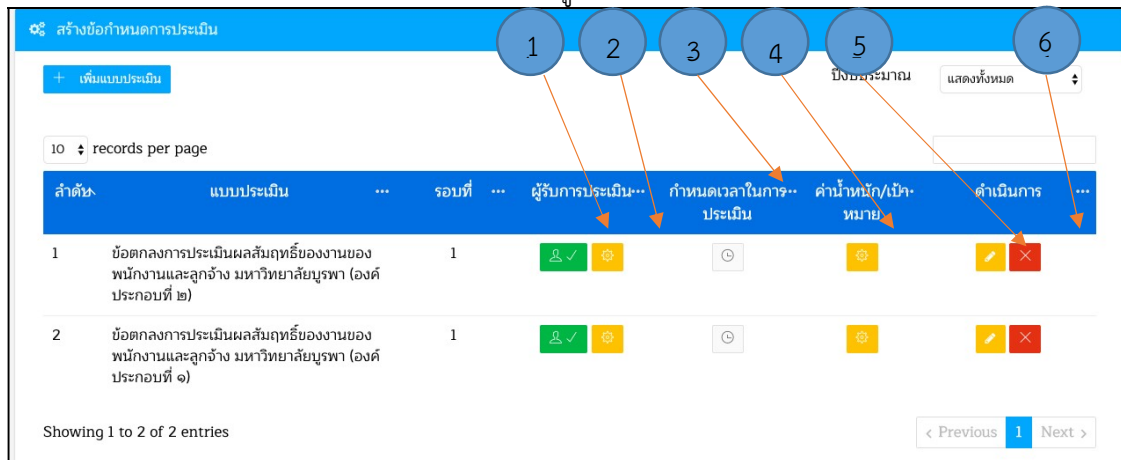 สร้างข้อกำหนดการประเมิน
1 2 3 4 5 6
+ เพิ่มแบบประเมิน
ปีงบประมาณ แสดงทั้งหมด
10 records per page
ลำดับ แบบประเมิน ... รอบที่ ... ผู้รับการประเมิน... กำหนดเวลาในการ... ค่าน้ำหนัก/เป้า. ดำเนินการ ...
ประเมิน หมาย
1 ข้อตกลงการประเมินผลสัมฤทธิ์ของงานของ 1
พนักงานและลูกจ้าง มหาวิทยาลัยบูรพา (องค์
ประกอบที่ ๒)
2 ข้อตกลงการประเมินผลสัมฤทธิ์ของงานของ 1
พนักงานและลูกจ้าง มหาวิทยาลัยบูรพา (องค์
ประกอบที่ ๑)
Showing 1 to 2 of 2 entries
< Previous 1 Next >